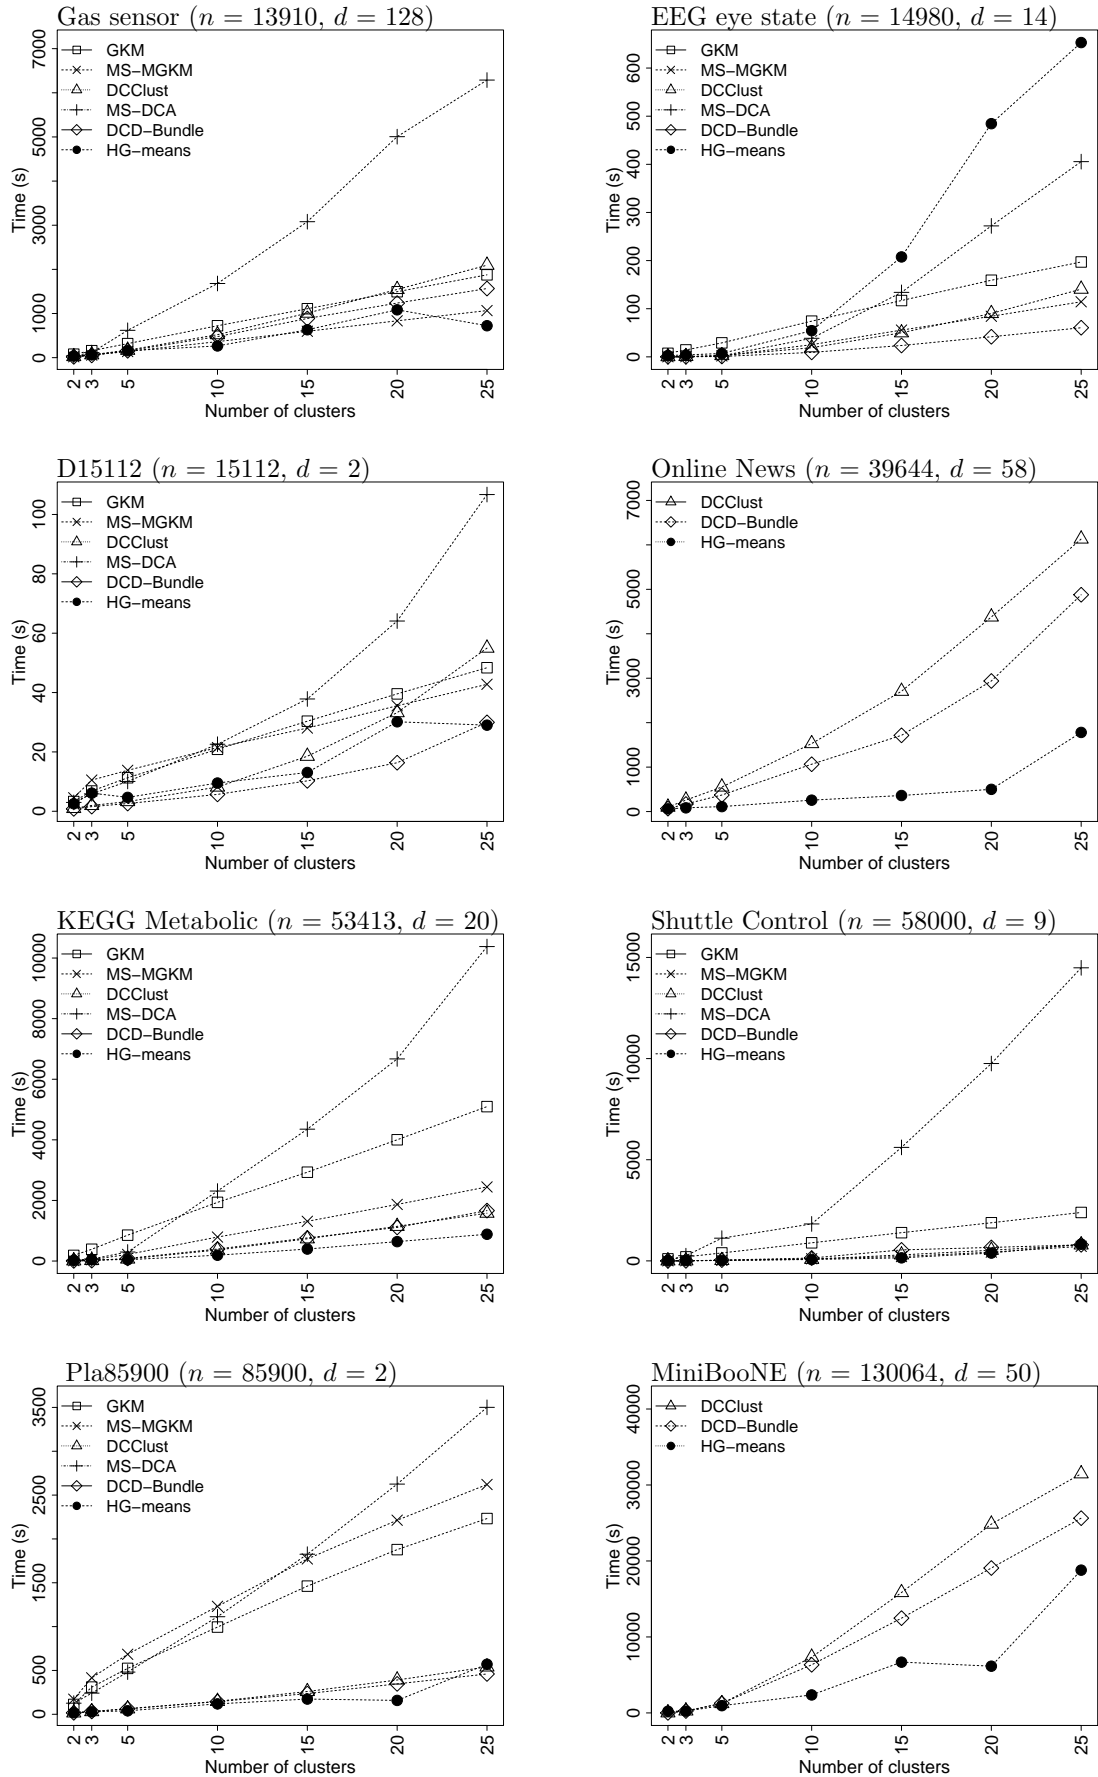 Gas sensor (n = 13910, d = 128)
GKM
MS−MGKM
DCClust
MS−DCA
DCD−Bundle
HG−means
Time (s)
0
1000
3000
5000
7000
2
3
5
10
15
20
25
Number of clusters
EEG eye state (n = 14980, d = 14)
GKM
MS−MGKM
DCClust
MS−DCA
DCD−Bundle
HG−means
Time (s)
0
100
200
300
400
500
600
2
3
5
10
15
20
25
Number of clusters
D15112 (n = 15112, d = 2)
GKM
MS−MGKM
DCClust
MS−DCA
DCD−Bundle
HG−means
Time (s)
0
20
40
60
80
100
2
3
5
10
15
20
25
Number of clusters
Online News (n = 39644, d = 58)
DCClust
DCD−Bundle
HG−means
Time (s)
0
1000
3000
5000
7000
2
3
5
10
15
20
25
Number of clusters
KEGG Metabolic (n = 53413, d = 20)
GKM
MS−MGKM
DCClust
MS−DCA
DCD−Bundle
HG−means
Time (s)
0
2000
4000
6000
8000
10000
2
3
5
10
15
20
25
Number of clusters
Shuttle Control (n = 58000, d = 9)
GKM
MS−MGKM
DCClust
MS−DCA
DCD−Bundle
HG−means
Time (s)
0
5000
10000
15000
2
3
5
10
15
20
25
Number of clusters
Pla85900 (n = 85900, d = 2)
GKM
MS−MGKM
DCClust
MS−DCA
DCD−Bundle
HG−means
Time (s)
0
500
1500
2500
3500
2
3
5
10
15
20
25
Number of clusters
MiniBooNE (n = 130064, d = 50)
DCClust
DCD−Bundle
HG−means
Time (s)
0
10000
20000
30000
40000
2
3
5
10
15
20
25
Number of clusters